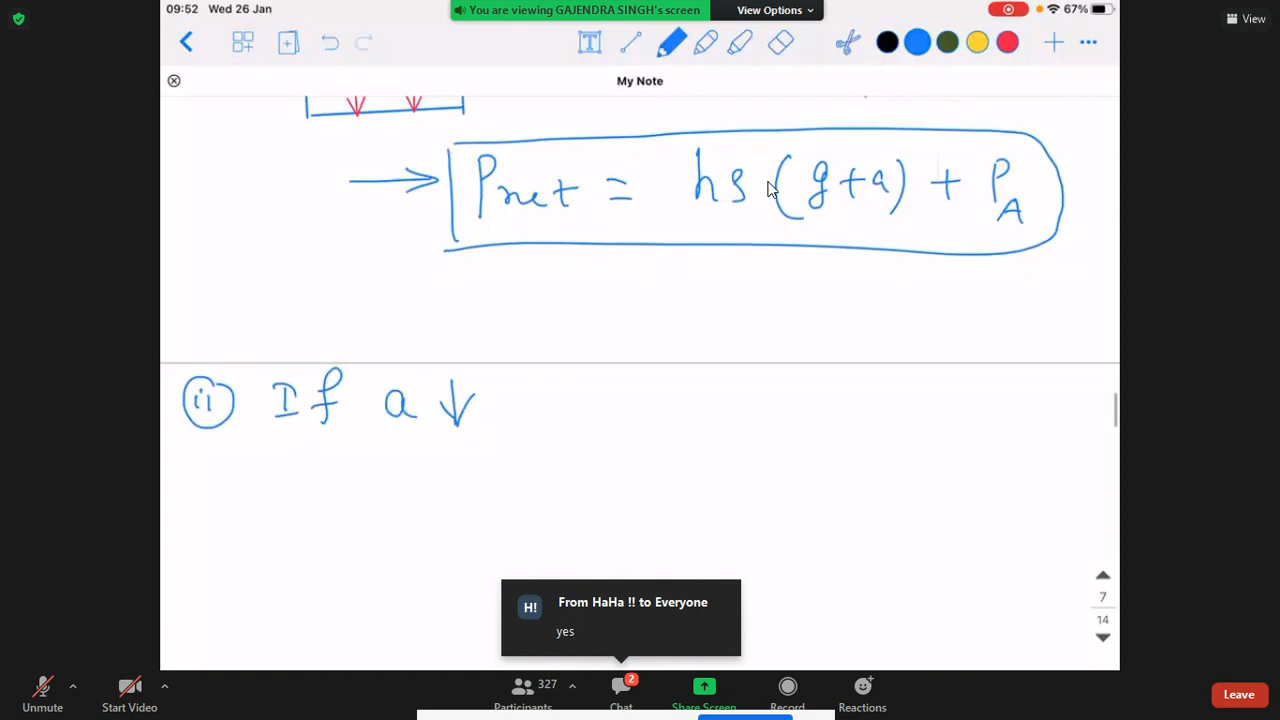 09:52 Wed 26 Jan
You are viewing GAJENDRA SINGH's screen
View Options
67%
View
My Note
Pnet = hρ(g+a) + PA
(ii) If a ↓
7
14
H!
From HaHa !! to Everyone
yes
Unmute
Start Video
327
Participants
2
Chat
Share Screen
Record
Reactions
Leave